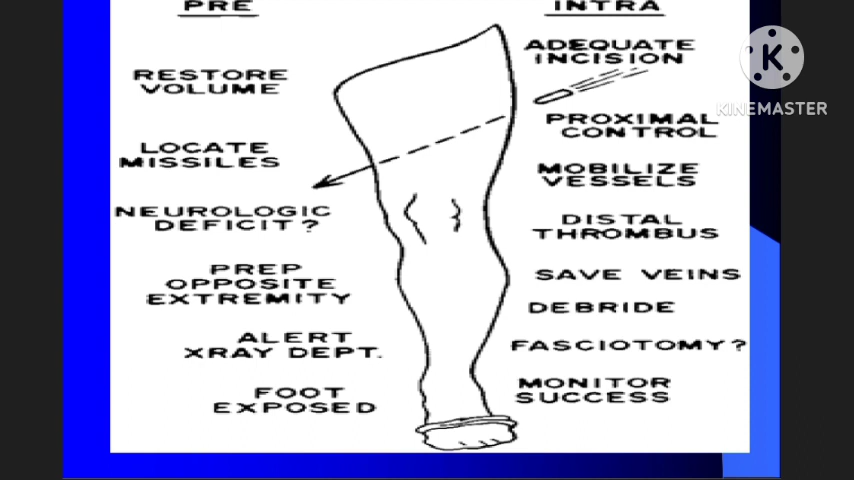 PRE
RESTORE
VOLUME
LOCATE
MISSILES
NEUROLOGIC
DEFICIT?
PREP
OPPOSITE
EXTREMITY
ALERT
XRAY DEPT.
FOOT
EXPOSED
INTRA
ADEQUATE
INCISION
PROXIMAL
CONTROL
MOBILIZE
VESSELS
DISTAL
THROMBUS
SAVE VEINS
DEBRIDE
FASCIOTOMY?
MONITOR
SUCCESS
K
KINEMASTER